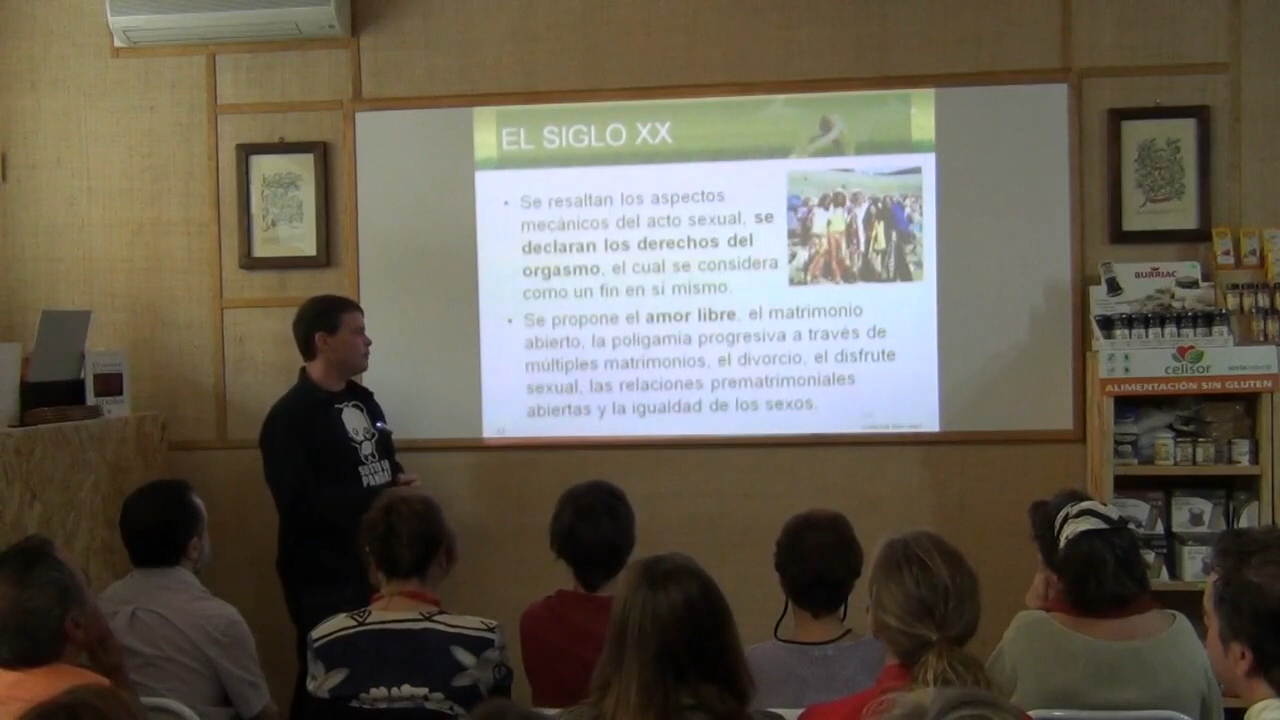 EL SIGLO XX
• Se resaltan los aspectos
mecánicos del acto sexual, se
declaran los derechos del
orgasmo, el cual se considera
como un fin en sí mismo.
• Se propone el amor libre, el matrimonio
abierto, la poligamia progresiva a través de
múltiples matrimonios, el divorcio, el disfrute
sexual, las relaciones prematrimoniales
abiertas y la igualdad de los sexos.
PANDA
BURRIAC
celisor
ALIMENTACIÓN SIN GLUTEN